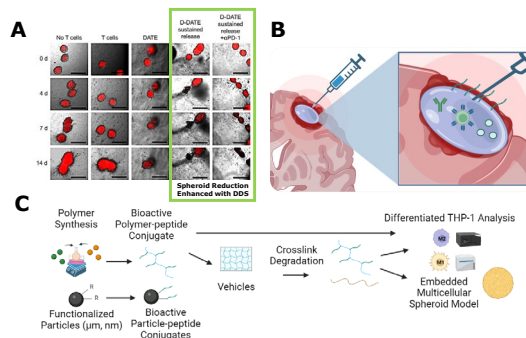 A
No T cells
T cells
DATE
D-DATE
sustained
release
D-DATE
sustained
release
+αPD-1
0 d
4 d
7 d
14 d
Spheroid Reduction
Enhanced with DDS
B
C
Polymer
Synthesis
Bioactive
Polymer-peptide
Conjugate
Functionalized
Particles (μm, nm)
R
R
Bioactive
Particle-peptide
Conjugates
Vehicles
Crosslink
Degradation
Differentiated THP-1 Analysis
M2
M1
Embedded
Multicellular
Spheroid Model